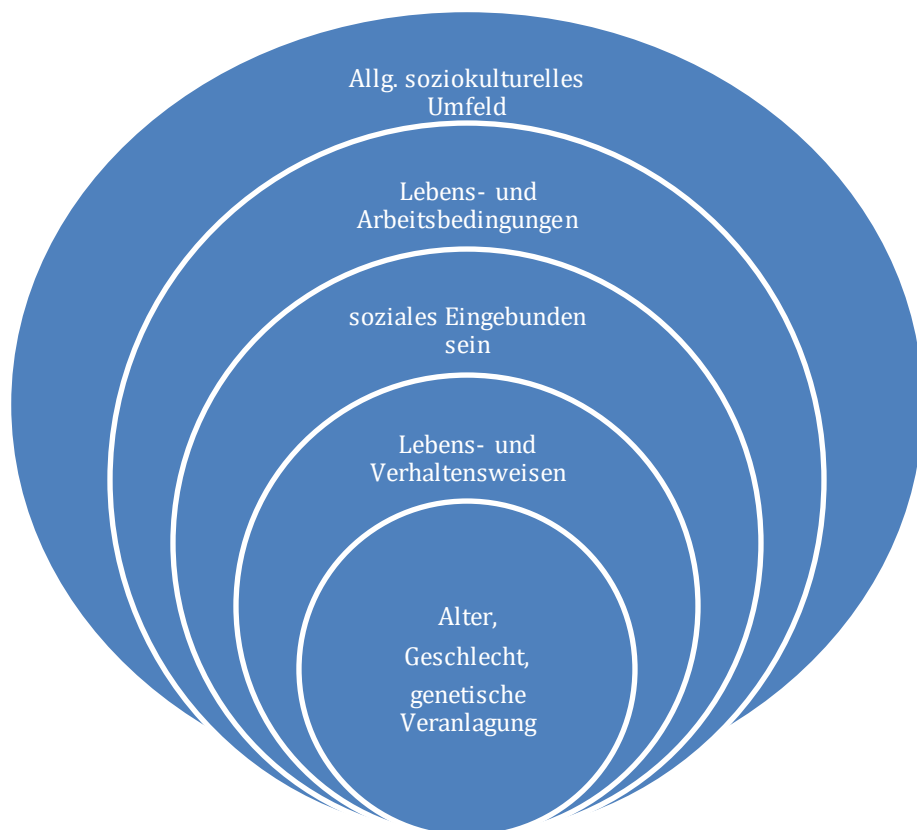 Allg. soziokulturelles
Umfeld
Lebens- und
Arbeitsbedingungen
soziales Eingebunden
sein
Lebens- und
Verhaltensweisen
Alter,
Geschlecht,
genetische
Veranlagung